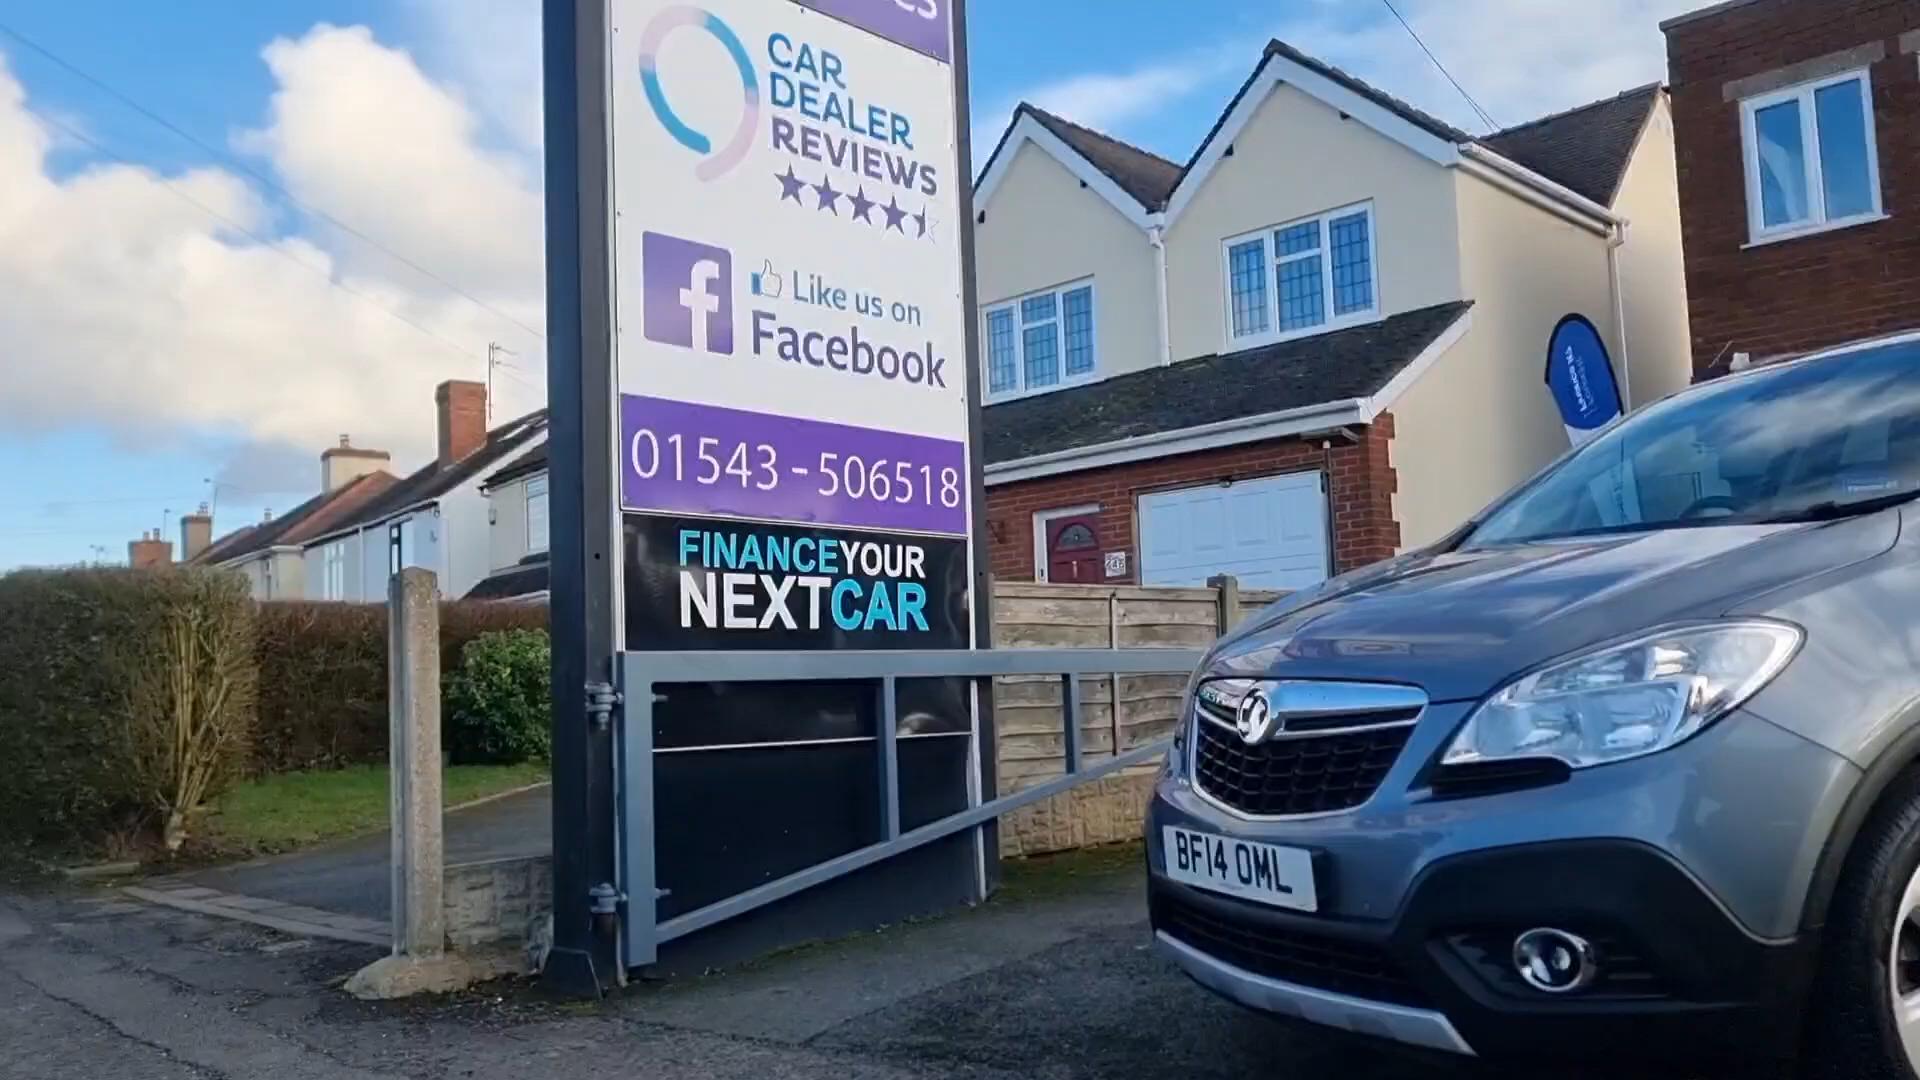 CAR
DEALER
REVIEWS
f
Like us on
Facebook
01543-506518
FINANCEYOUR
NEXTCAR
BF14 OML